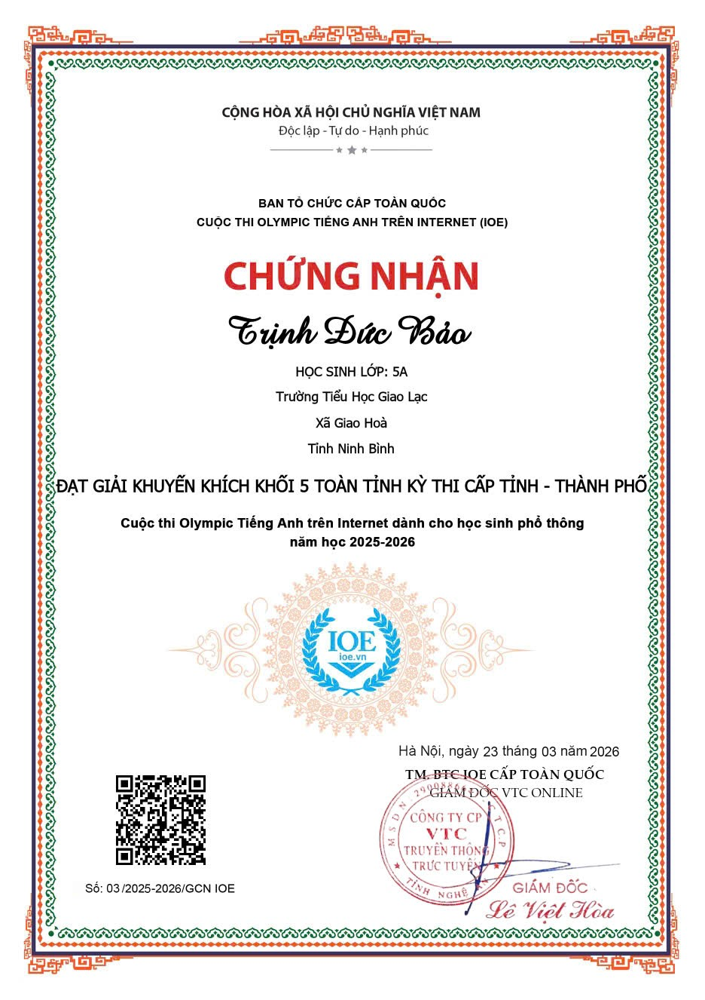 CỘNG HÒA XÃ HỘI CHỦ NGHĨA VIỆT NAM
Độc lập - Tự do - Hạnh phúc
BAN TỔ CHỨC CẤP TOÀN QUỐC
CUỘC THI OLYMPIC TIẾNG ANH TRÊN INTERNET (IOE)
CHỨNG NHẬN
Trịnh Đức Bảo
HỌC SINH LỚP: 5A
Trường Tiểu Học Giao Lạc
Xã Giao Hoà
Tỉnh Ninh Bình
ĐẠT GIẢI KHUYẾN KHÍCH KHỐI 5 TOÀN TỈNH KỲ THI CẤP TỈNH - THÀNH PHỐ
Cuộc thi Olympic Tiếng Anh trên Internet dành cho học sinh phổ thông
năm học 2025-2026
IOE
ioe.vn
Hà Nội, ngày 23 tháng 03 năm 2026
TM. BTC IOE CẤP TOÀN QUỐC
GIÁM ĐỐC VTC ONLINE
CÔNG TY CP
VTC
TRUYỀN THÔNG
TRỰC TUYẾN
TỈNH NGHỆ AN
GIÁM ĐỐC
Lê Việt Hòa
Số: 03/2025-2026/GCN IOE